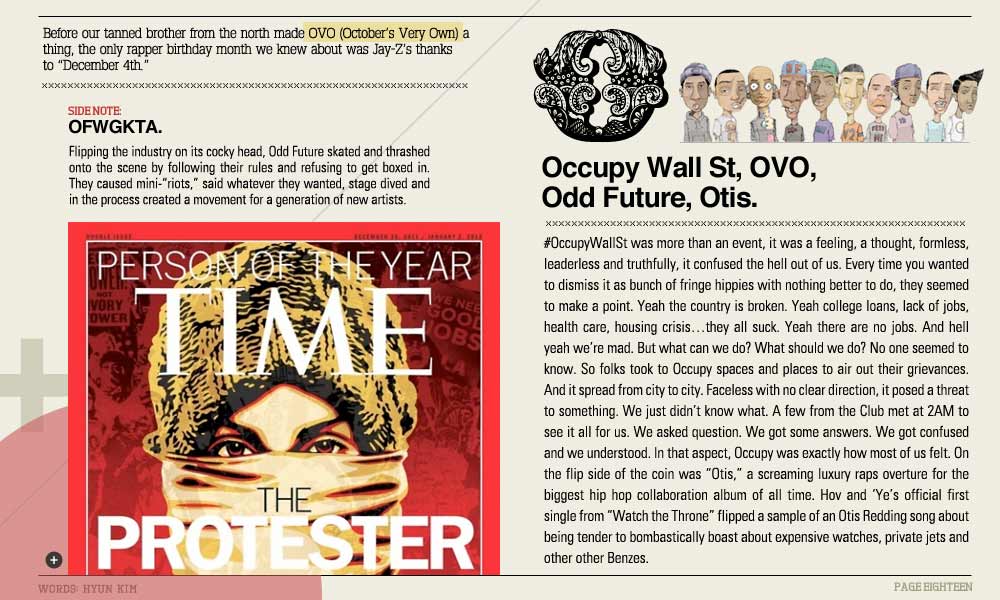 Before our tanned brother from the north made OVO (October's Very Own) a
thing, the only rapper birthday month we knew about was Jay-Z's thanks
to "December 4th."
SIDE NOTE:
OFWGKTA.
Flipping the industry on its cocky head, Odd Future skated and thrashed
onto the scene by following their rules and refusing to get boxed in.
They caused mini-"riots," said whatever they wanted, stage dived and
in the process created a movement for a generation of new artists.
DOUBLE ISSUE
DECEMBER 26, 2011 / JANUARY 2, 2012
PERSON OF THE YEAR
TIME
NOT
IVORY
TOWER
WE NEED
GOOD
JOBS
THE
PROTESTER
WORDS: HYUN KIM
O
Occupy Wall St, OVO,
Odd Future, Otis.
#OccupyWallSt was more than an event, it was a feeling, a thought, formless,
leaderless and truthfully, it confused the hell out of us. Every time you wanted
to dismiss it as bunch of fringe hippies with nothing better to do, they seemed
to make a point. Yeah the country is broken. Yeah college loans, lack of jobs,
health care, housing crisis…they all suck. Yeah there are no jobs. And hell
yeah we're mad. But what can we do? What should we do? No one seemed to
know. So folks took to Occupy spaces and places to air out their grievances.
And it spread from city to city. Faceless with no clear direction, it posed a threat
to something. We just didn't know what. A few from the Club met at 2AM to
see it all for us. We asked question. We got some answers. We got confused
and we understood. In that aspect, Occupy was exactly how most of us felt. On
the flip side of the coin was "Otis," a screaming luxury raps overture for the
biggest hip hop collaboration album of all time. Hov and 'Ye's official first
single from "Watch the Throne" flipped a sample of an Otis Redding song about
being tender to bombastically boast about expensive watches, private jets and
other other Benzes.
PAGE EIGHTEEN